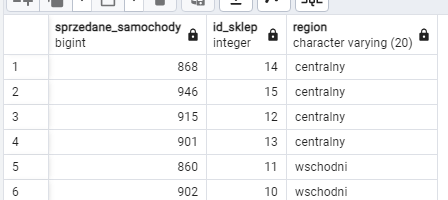 SQL
sprzedane_samochody id_sklep region
bigint integer character varying (20)
1 868 14 centralny
2 946 15 centralny
3 915 12 centralny
4 901 13 centralny
5 860 11 wschodni
6 902 10 wschodni